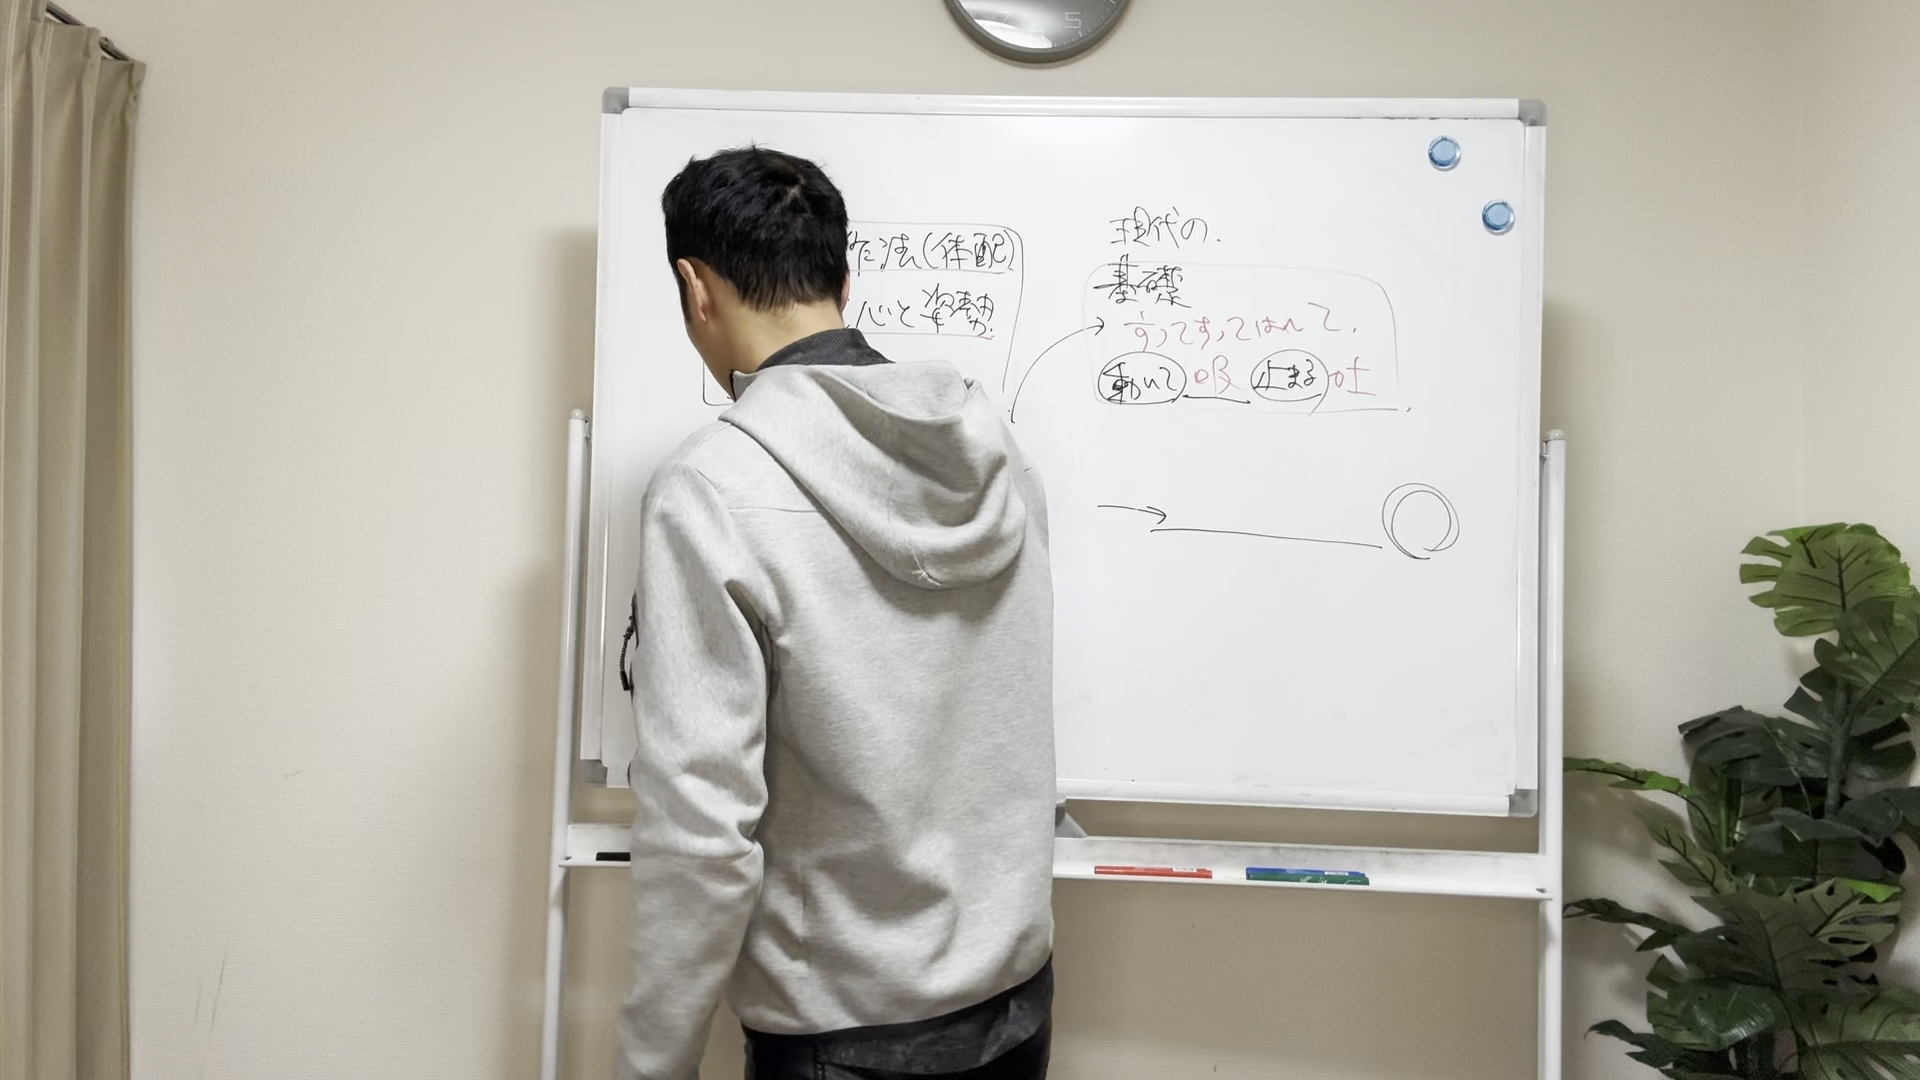 作法(体配)
心と姿勢.
現代の.
基礎
すってすってはいて.
動いて吸止まる吐
5